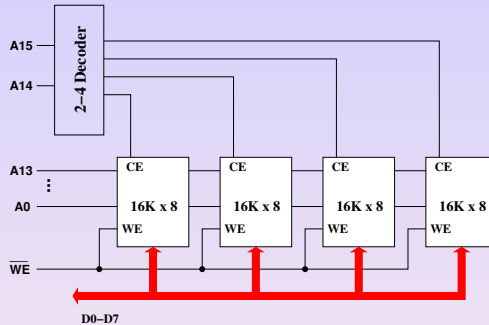 A15
A14
2−4 Decoder
A13
⋮
A0
W̅E̅
CE
16K x 8
WE
CE
16K x 8
WE
CE
16K x 8
WE
CE
16K x 8
WE
D0−D7